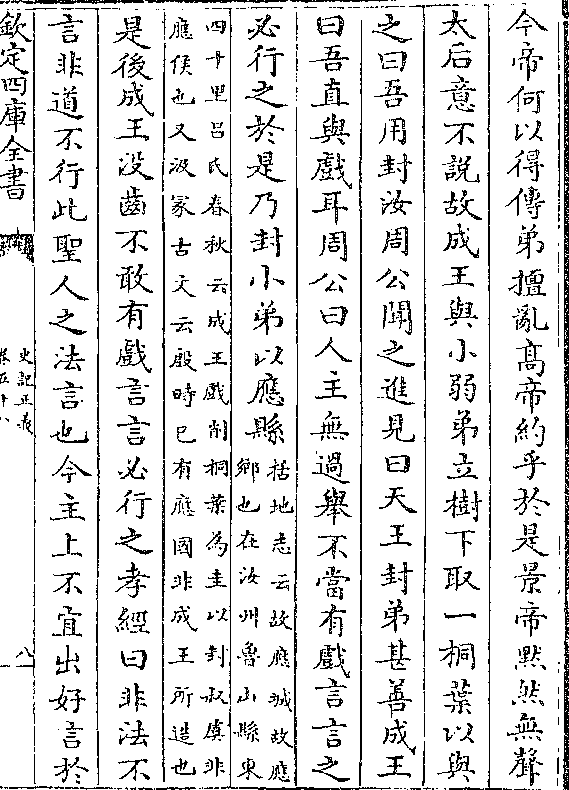 今帝何以得傳弟擅亂髙帝約乎於是景帝黙然無聲
太后意不說故成王與小弱弟立樹下取一桐葉以與
之曰吾用封汝周公聞之進見曰天王封弟甚善成王
曰吾直與戲耳周公曰人主無過舉不當有戲言言之
必行之於是乃封小弟以應縣
括地志云故應城故應
鄉也在汝州魯山縣東
四十里吕氏春秋云成王戲削桐葉為圭以封叔虞非
應侯也又汲冢古文云殷時已有應國非成王所造也
是後成王没齒不敢有戲言言必行之孝經曰非法不
言非道不行此聖人之法言也今主上不宜出好言於
欽定四庫全書
史記正義
卷五十八
八